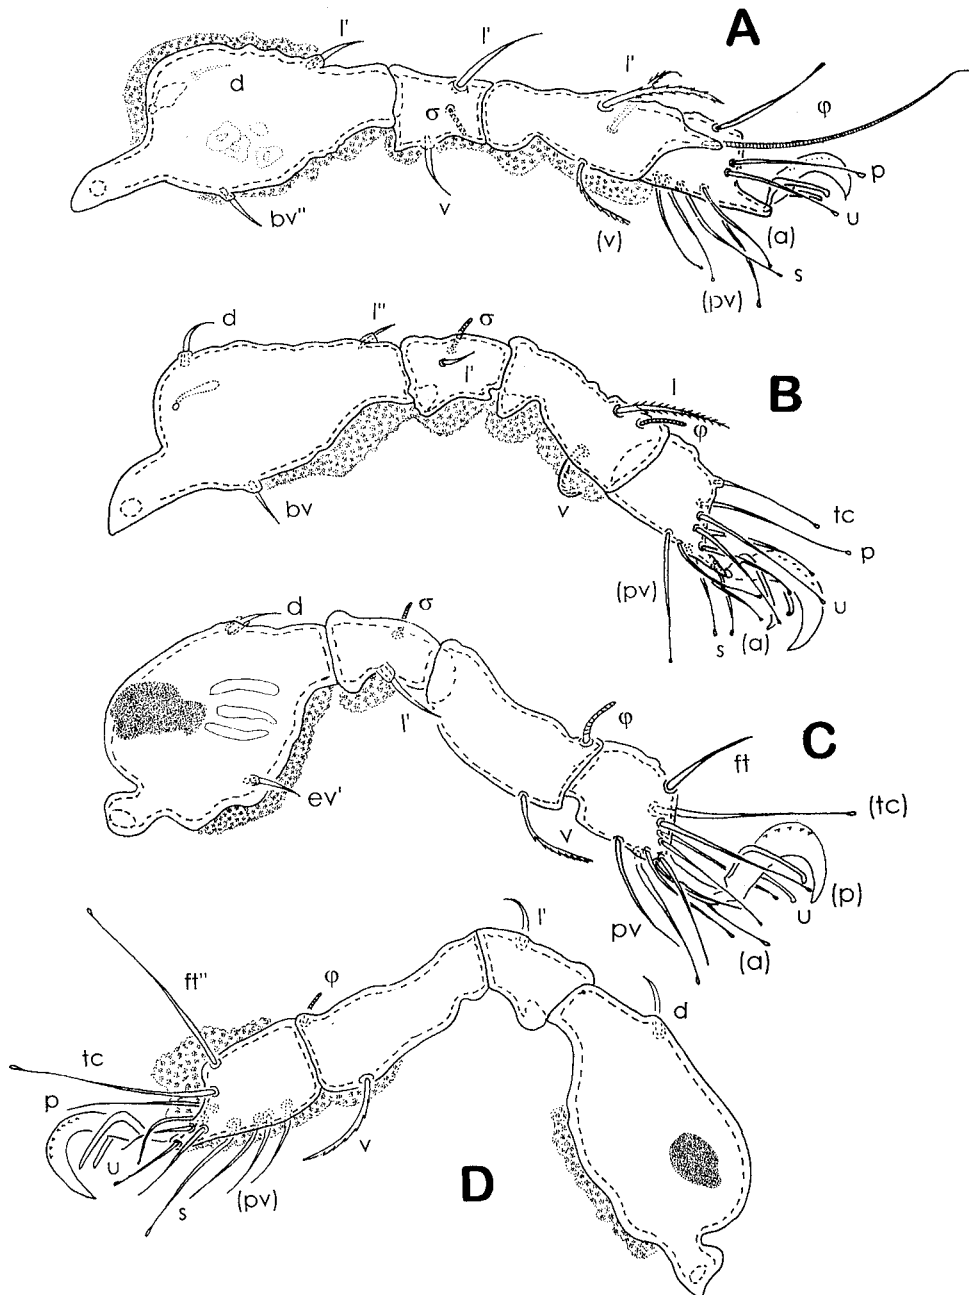 A
l'
l'
d
l'
φ
σ
p
v
bv"
(v)
(a)
u
s
(pv)
d
l"
σ
B
l'
l
φ
bv
v
tc
p
(pv)
u
s
(a)
d
σ
C
l'
φ
ft
ev'
(tc)
v
(p)
u
pv
(a)
l'
ft"
φ
d
tc
p
v
u
D
s
(pv)